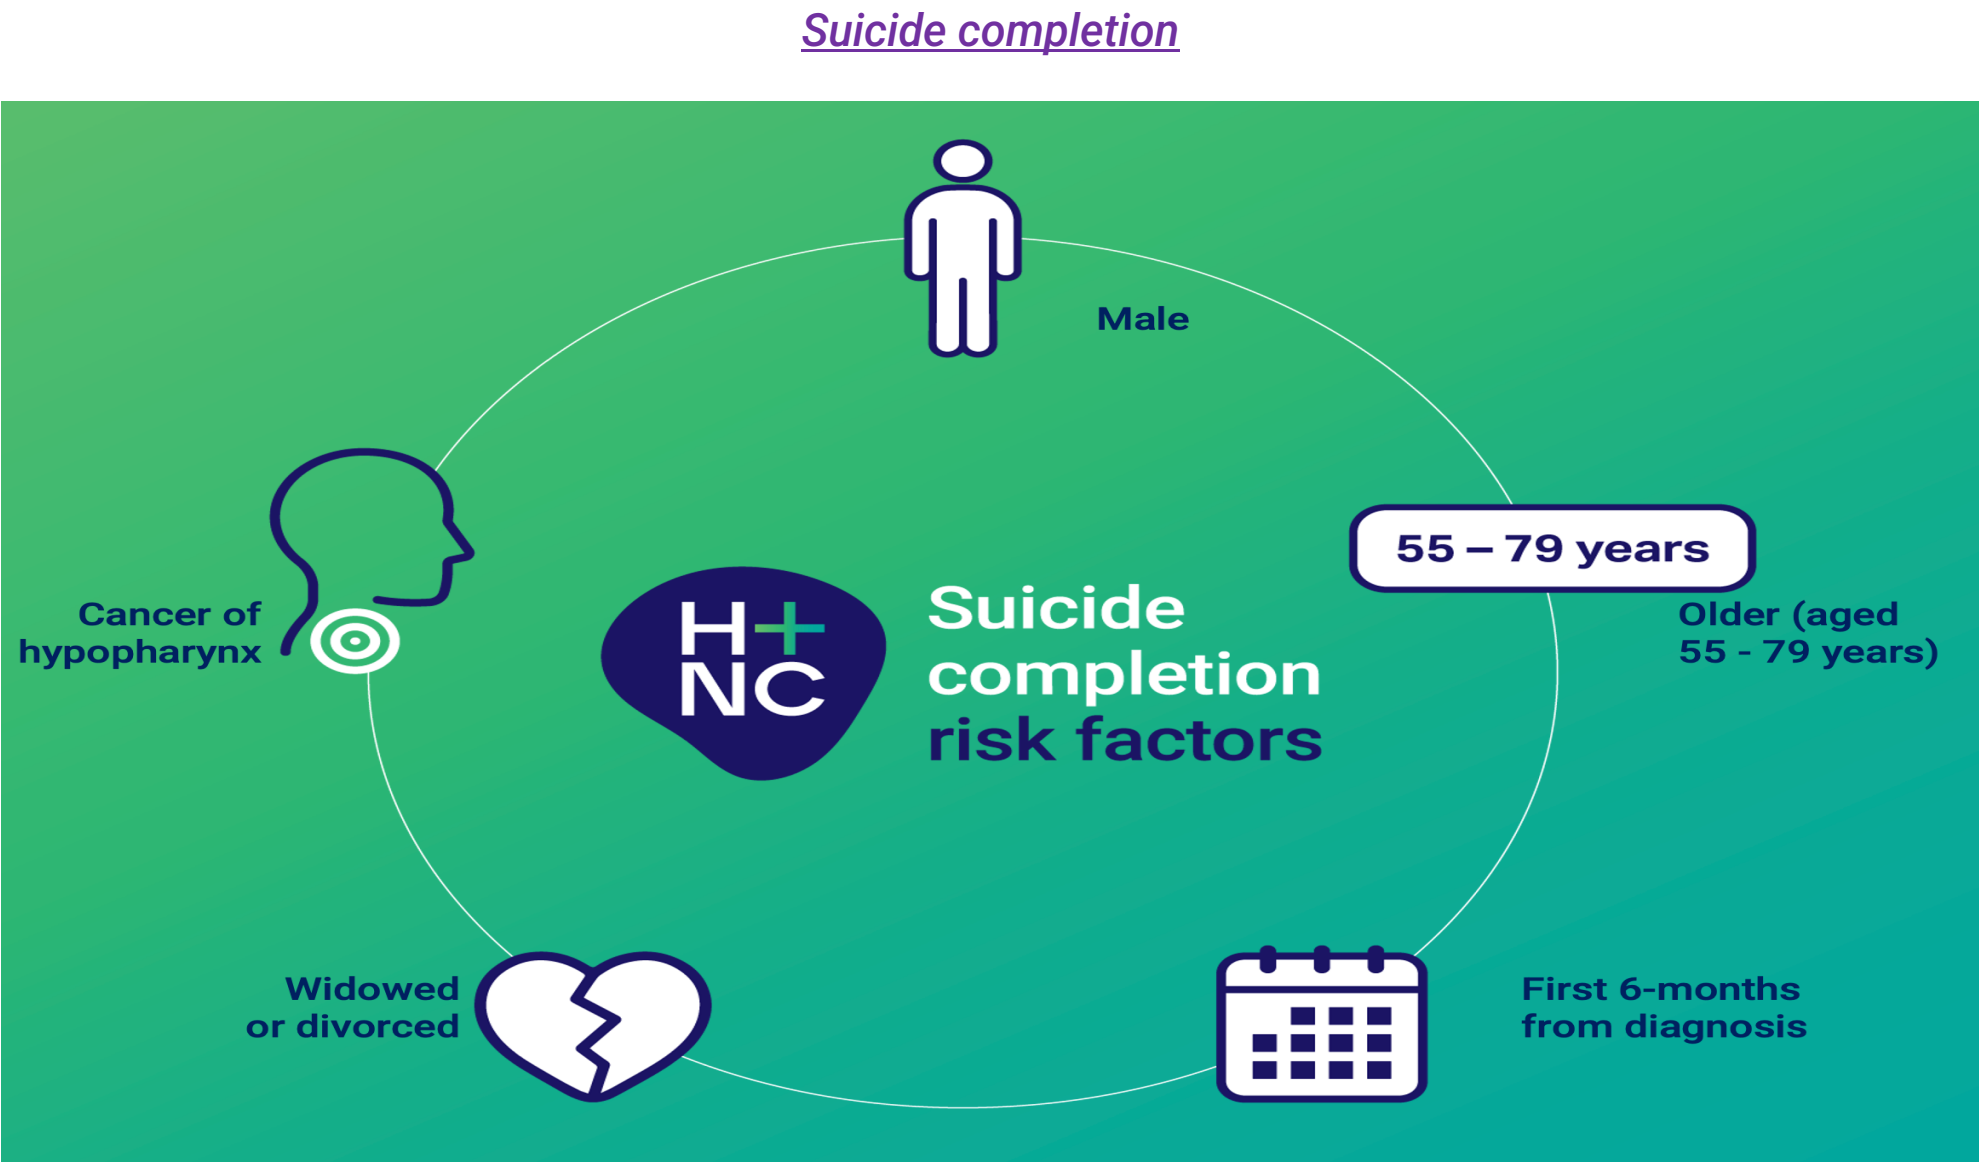 Suicide completion
Male
55 – 79 years
Older (aged
55 - 79 years)
Cancer of
hypopharynx
H+
NC
Suicide
completion
risk factors
Widowed
or divorced
First 6-months
from diagnosis